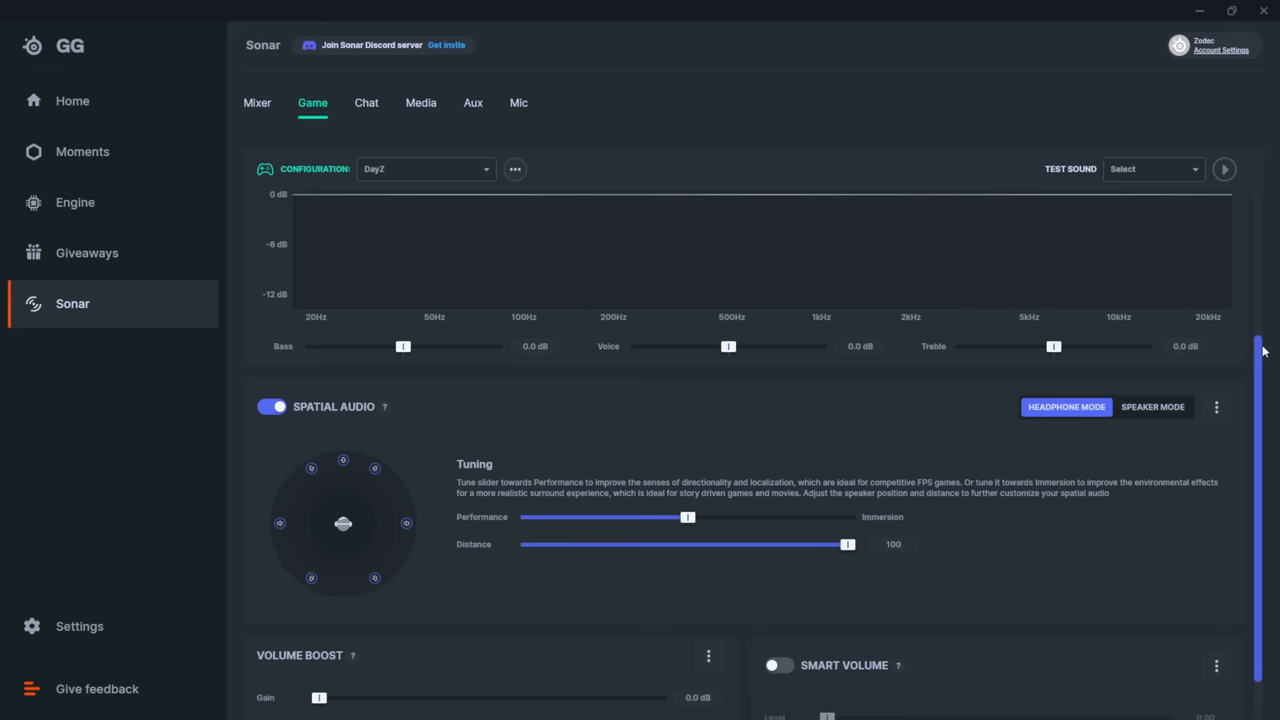 GG
Sonar
Join Sonar Discord server Get invite
Zodec
Account Settings
Home
Moments
Engine
Giveaways
Sonar
Settings
Give feedback
Mixer Game Chat Media Aux Mic
CONFIGURATION: DayZ ••• TEST SOUND Select
0 dB
-6 dB
-12 dB
20Hz 50Hz 100Hz 200Hz 500Hz 1kHz 2kHz 5kHz 10kHz 20kHz
Bass 0.0 dB Voice 0.0 dB Treble 0.0 dB
SPATIAL AUDIO ? HEADPHONE MODE SPEAKER MODE
Tuning
Tune slider towards Performance to improve the senses of directionality and localization, which are ideal for competitive FPS games. Or tune it towards Immersion to improve the environmental effects
for a more realistic surround experience, which is ideal for story driven games and movies. Adjust the speaker position and distance to further customize your spatial audio
Performance Immersion
Distance 100
VOLUME BOOST ?
Gain 0.0 dB
SMART VOLUME ?
Level 0.00